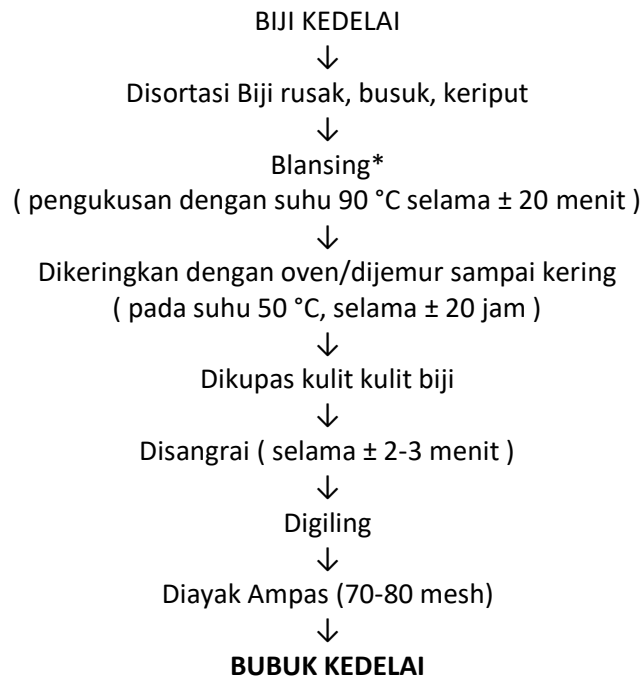 BIJI KEDELAI
↓
Disortasi Biji rusak, busuk, keriput
↓
Blansing*
( pengukusan dengan suhu 90 °C selama ± 20 menit )
↓
Dikeringkan dengan oven/dijemur sampai kering
( pada suhu 50 °C, selama ± 20 jam )
↓
Dikupas kulit kulit biji
↓
Disangrai ( selama ± 2-3 menit )
↓
Digiling
↓
Diayak Ampas (70-80 mesh)
↓
BUBUK KEDELAI